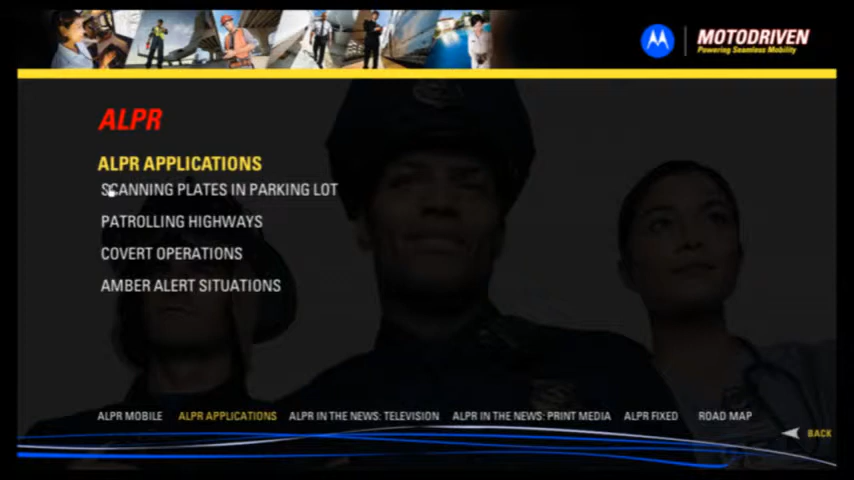 MOTODRIVEN
Powering Seamless Mobility
ALPR
ALPR APPLICATIONS
SCANNING PLATES IN PARKING LOT
PATROLLING HIGHWAYS
COVERT OPERATIONS
AMBER ALERT SITUATIONS
ALPR MOBILE ALPR APPLICATIONS ALPR IN THE NEWS: TELEVISION ALPR IN THE NEWS: PRINT MEDIA ALPR FIXED ROAD MAP
BACK